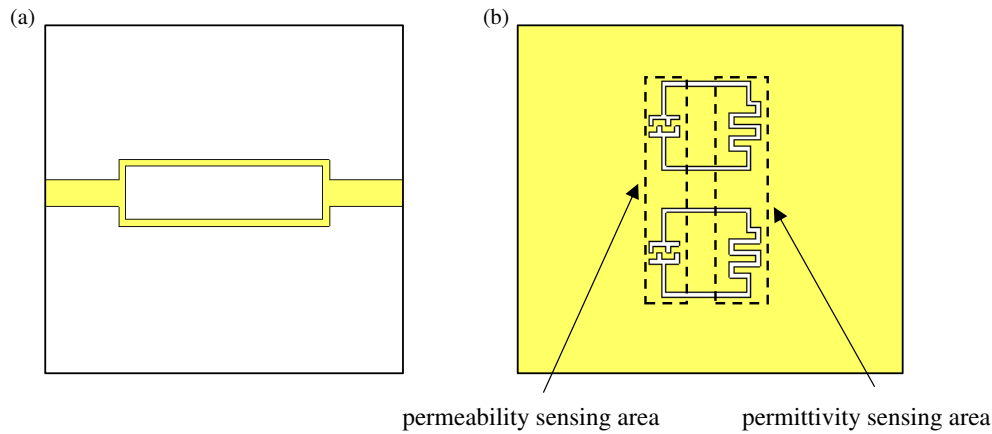 (a)
(b)
permeability sensing area
permittivity sensing area